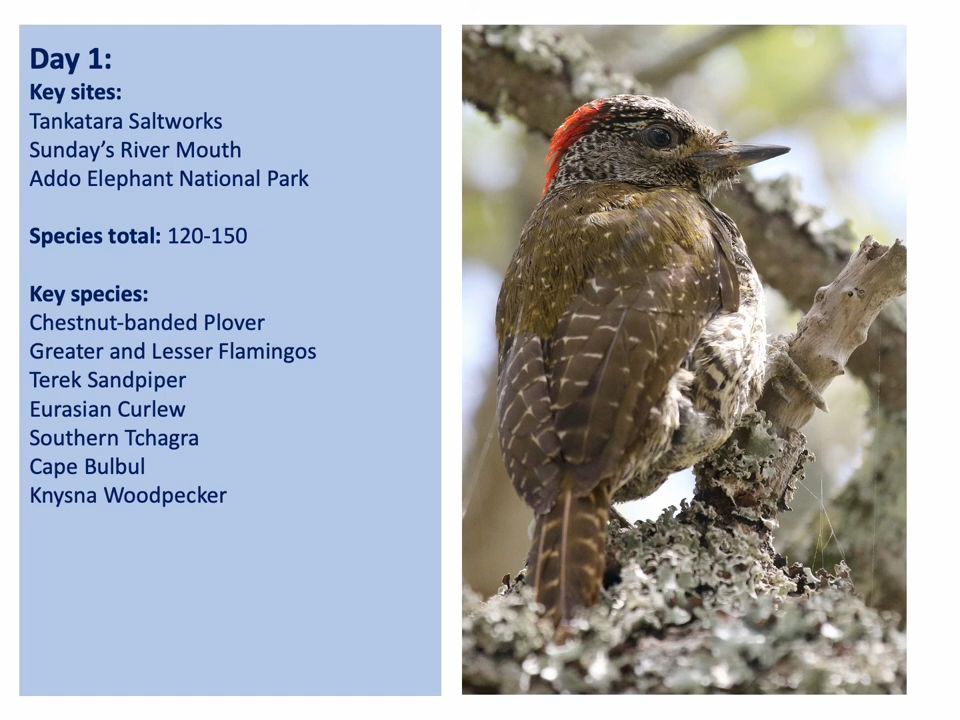 Day 1:
Key sites:
Tankatara Saltworks
Sunday’s River Mouth
Addo Elephant National Park
Species total: 120-150
Key species:
Chestnut-banded Plover
Greater and Lesser Flamingos
Terek Sandpiper
Eurasian Curlew
Southern Tchagra
Cape Bulbul
Knysna Woodpecker